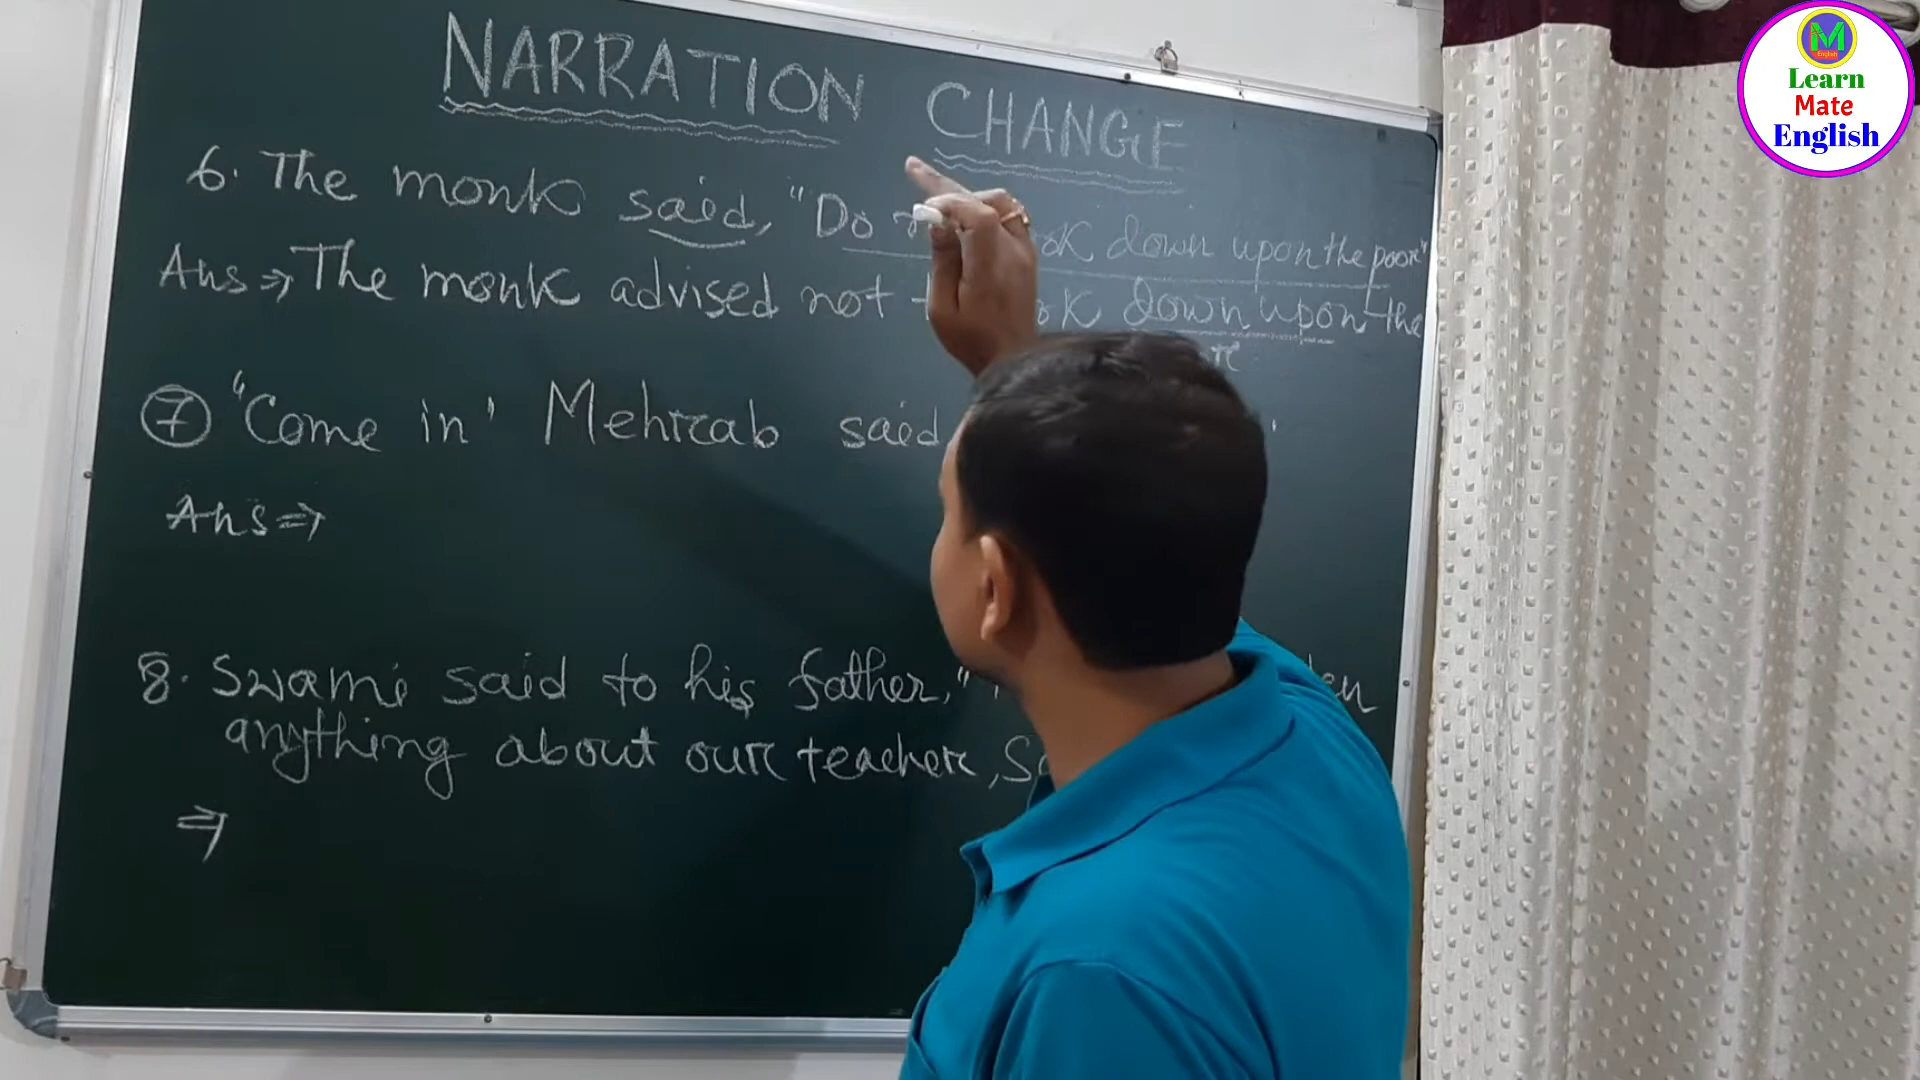 NARRATION CHANGE
6. The monk said, "Do look down upon the poor"
Ans ⇒ The monk advised not look down upon the
7 "Come in" Mehrab said
Ans ⇒
8. Swami said to his father, "
anything about our teacher,
⇒
M
Learn
Mate
English